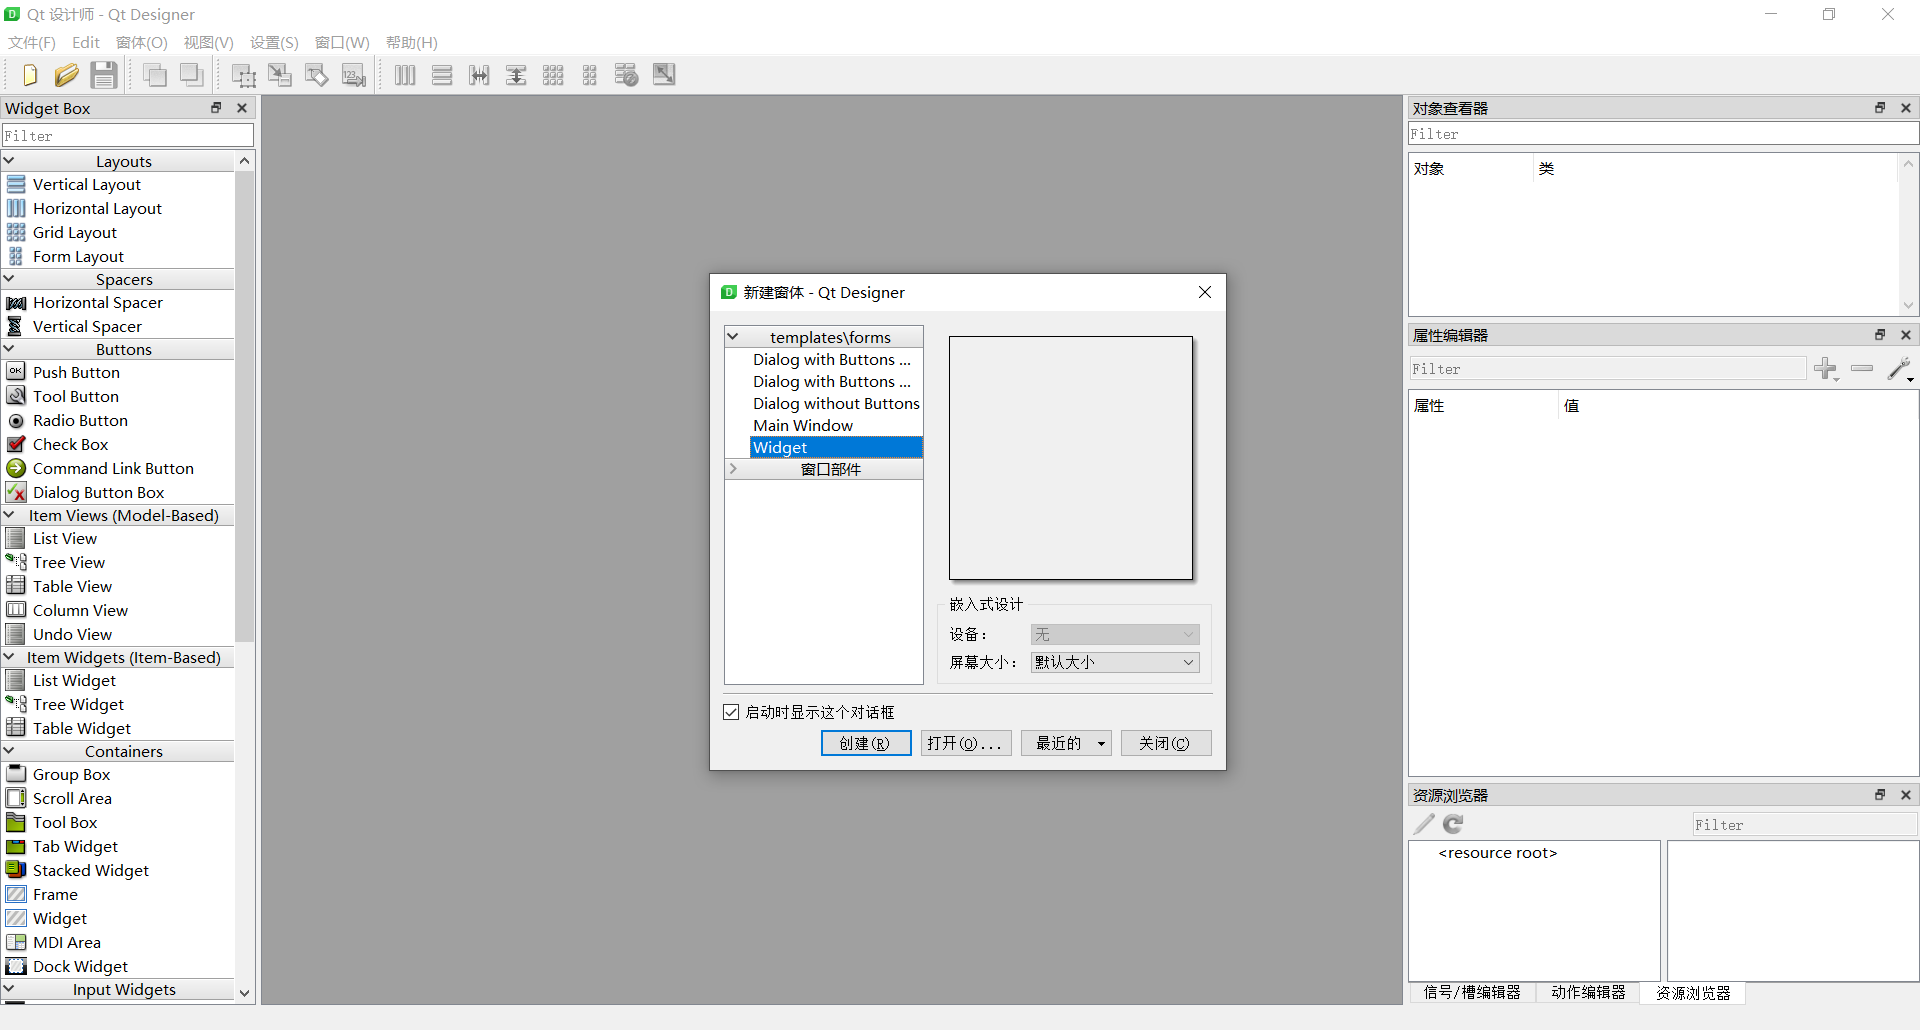 Qt 设计师 - Qt Designer
文件(F) Edit 窗体(O) 视图(V) 设置(S) 窗口(W) 帮助(H)
Widget Box
Filter
Layouts
Vertical Layout
Horizontal Layout
Grid Layout
Form Layout
Spacers
Horizontal Spacer
Vertical Spacer
Buttons
Push Button
Tool Button
Radio Button
Check Box
Command Link Button
Dialog Button Box
Item Views (Model-Based)
List View
Tree View
Table View
Column View
Undo View
Item Widgets (Item-Based)
List Widget
Tree Widget
Table Widget
Containers
Group Box
Scroll Area
Tool Box
Tab Widget
Stacked Widget
Frame
Widget
MDI Area
Dock Widget
Input Widgets
新建窗体 - Qt Designer
templates\forms
Dialog with Buttons ...
Dialog with Buttons ...
Dialog without Buttons
Main Window
Widget
窗口部件
嵌入式设计
设备： 无
屏幕大小： 默认大小
启动时显示这个对话框
创建(R) 打开(O)... 最近的 关闭(C)
对象查看器
Filter
对象 类
属性编辑器
Filter
属性 值
资源浏览器
Filter
<resource root>
信号/槽编辑器 动作编辑器 资源浏览器